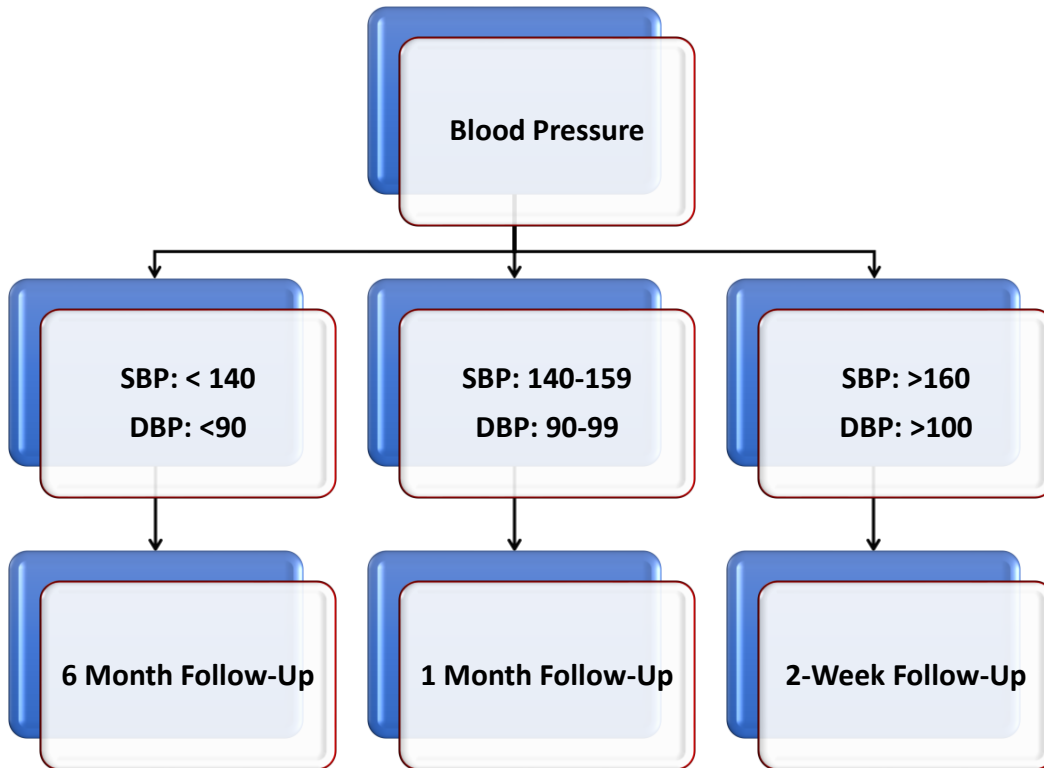 Blood Pressure
SBP: < 140
DBP: <90
SBP: 140-159
DBP: 90-99
SBP: >160
DBP: >100
6 Month Follow-Up
1 Month Follow-Up
2-Week Follow-Up